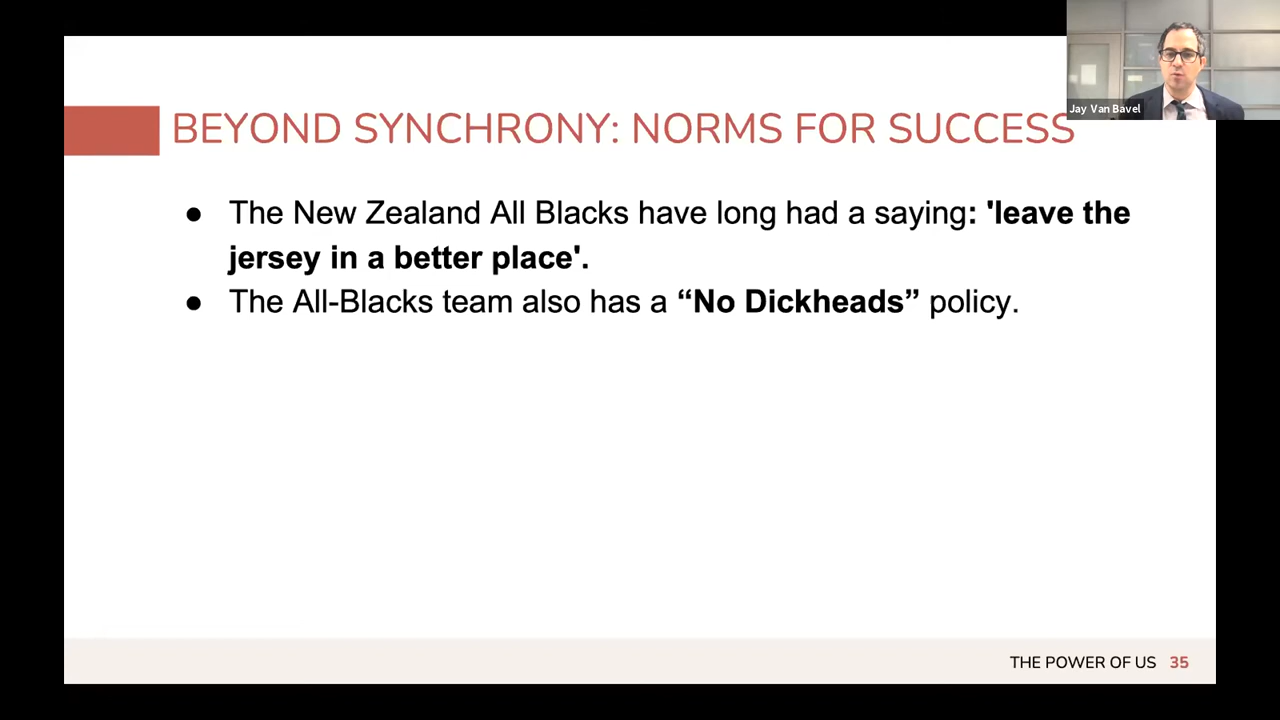 Jay Van Bavel
BEYOND SYNCHRONY: NORMS FOR SUCCESS
● The New Zealand All Blacks have long had a saying: 'leave the
jersey in a better place'.
● The All-Blacks team also has a “No Dickheads” policy.
THE POWER OF US 35